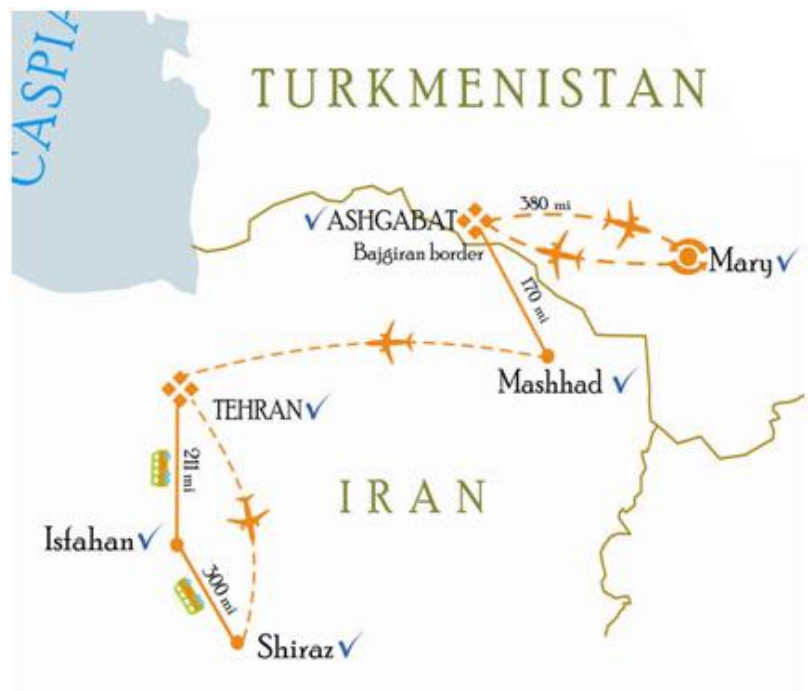 CASPIA
TURKMENISTAN
380 mi
ASHGABAT
Bajgiran border
Mary
170 mi
Mashhad
TEHRAN
211 mi
IRAN
Isfahan
300 mi
Shiraz